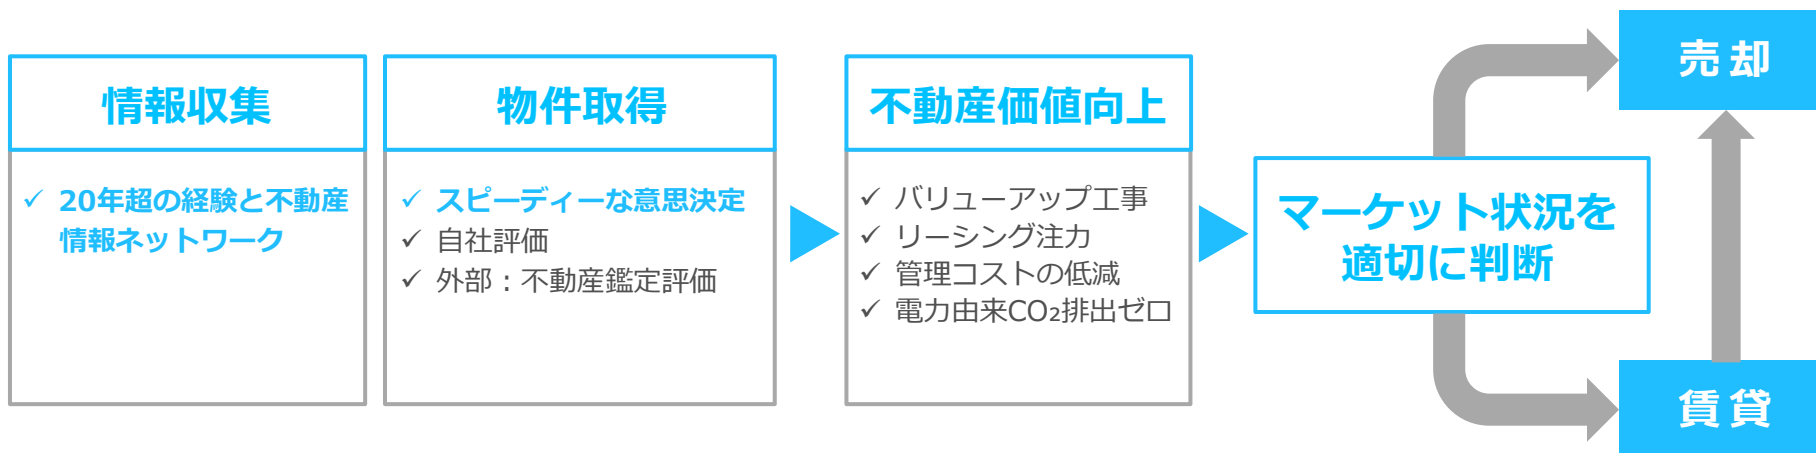 情報収集
✓ 20年超の経験と不動産
情報ネットワーク
物件取得
✓ スピーディーな意思決定
✓ 自社評価
✓ 外部：不動産鑑定評価
不動産価値向上
✓ バリューアップ工事
✓ リーシング注力
✓ 管理コストの低減
✓ 電力由来CO₂排出ゼロ
マーケット状況を
適切に判断
売却
賃貸